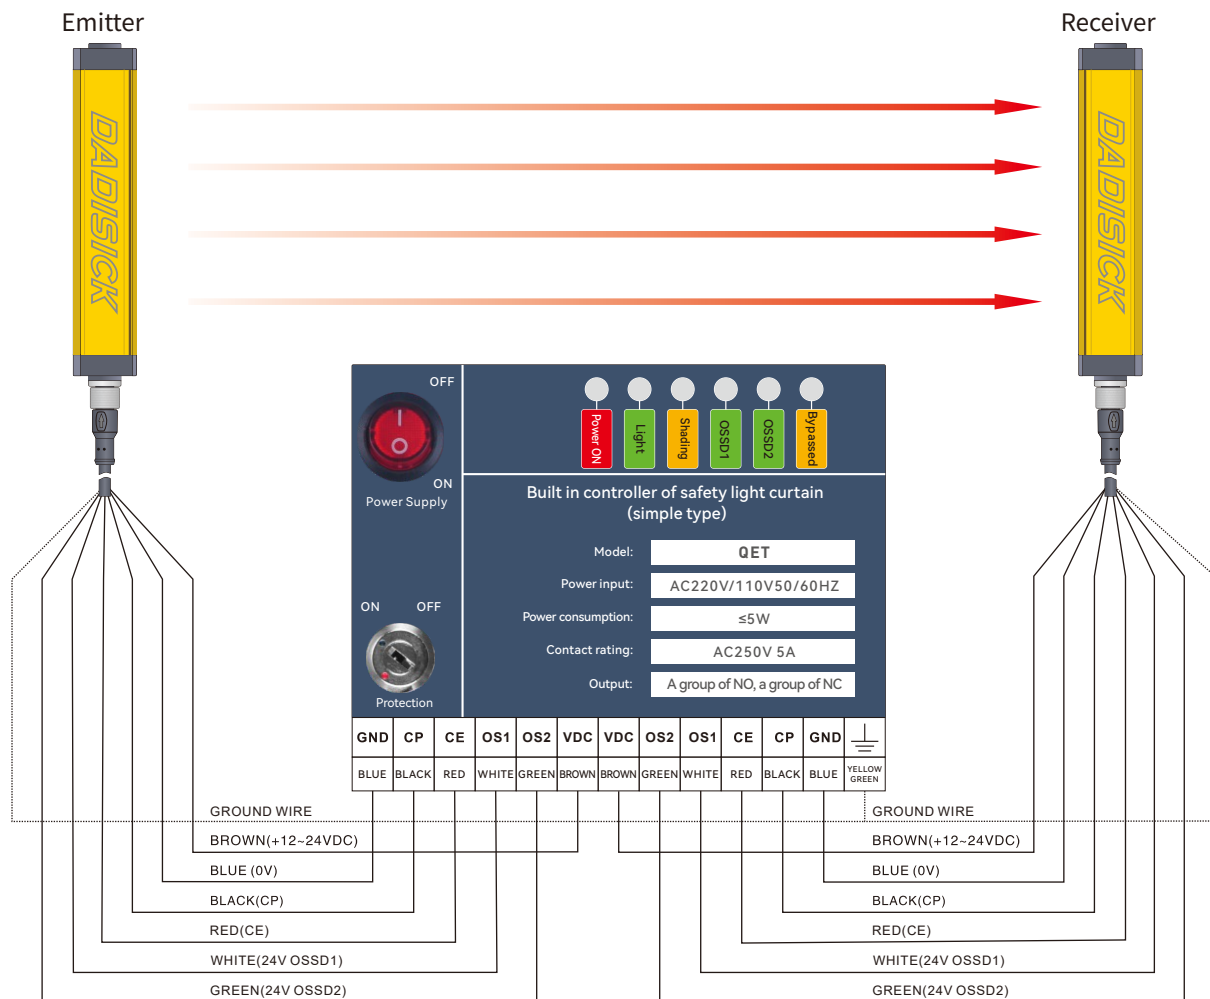 Emitter
Receiver
DADISICK
DADISICK
OFF
ON
Power Supply
Power ON
Light
Shading
OSSD1
OSSD2
Bypassed
Built in controller of safety light curtain
(simple type)
Model: QET
Power input: AC220V/110V50/60HZ
Power consumption: ≤5W
Contact rating: AC250V 5A
Output: A group of NO, a group of NC
ON OFF
Protection
GND CP CE OS1 OS2 VDC VDC OS2 OS1 CE CP GND
BLUE BLACK RED WHITE GREEN BROWN BROWN GREEN WHITE RED BLACK BLUE YELLOW
GREEN
GROUND WIRE
BROWN(+12~24VDC)
BLUE (0V)
BLACK(CP)
RED(CE)
WHITE(24V OSSD1)
GREEN(24V OSSD2)
GROUND WIRE
BROWN(+12~24VDC)
BLUE (0V)
BLACK(CP)
RED(CE)
WHITE(24V OSSD1)
GREEN(24V OSSD2)